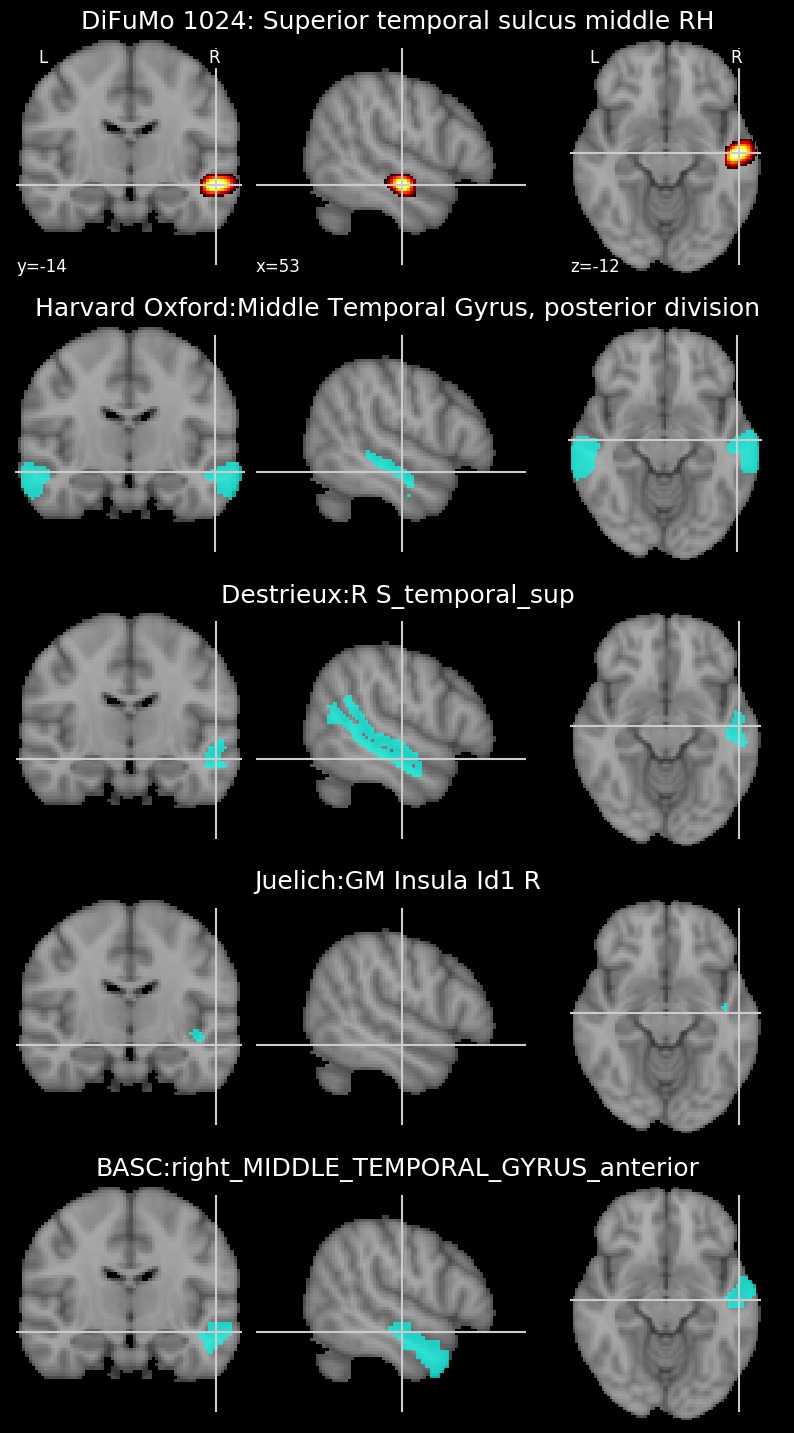 DiFuMo 1024: Superior temporal sulcus middle RH
L R L R
y=-14 x=53 z=-12
Harvard Oxford:Middle Temporal Gyrus, posterior division
Destrieux:R S_temporal_sup
Juelich:GM Insula Id1 R
BASC:right_MIDDLE_TEMPORAL_GYRUS_anterior